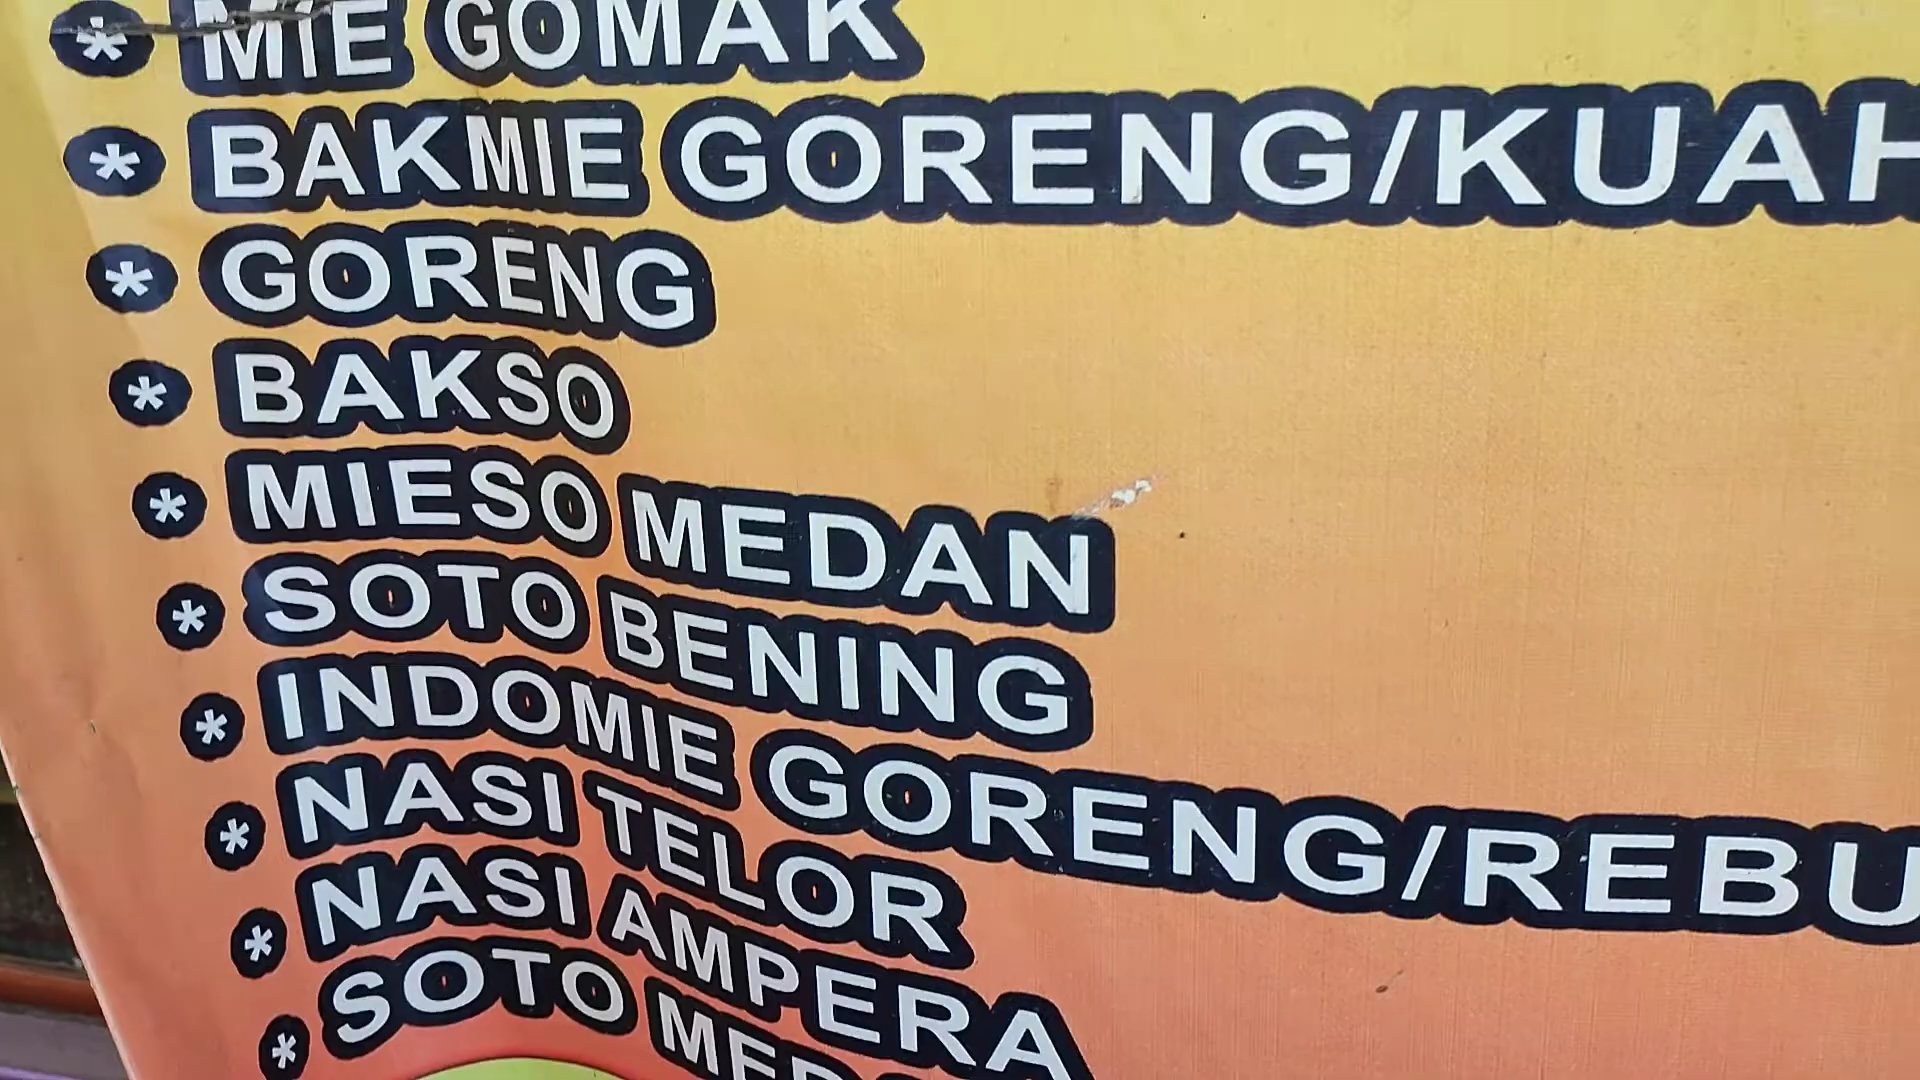 * MIE GOMAK
* BAKMIE GORENG/KUAH
* GORENG
* BAKSO
* MIESO MEDAN
* SOTO BENING
* INDOMIE GORENG/REBU
* NASI TELOR
* NASI AMPERA
* SOTO